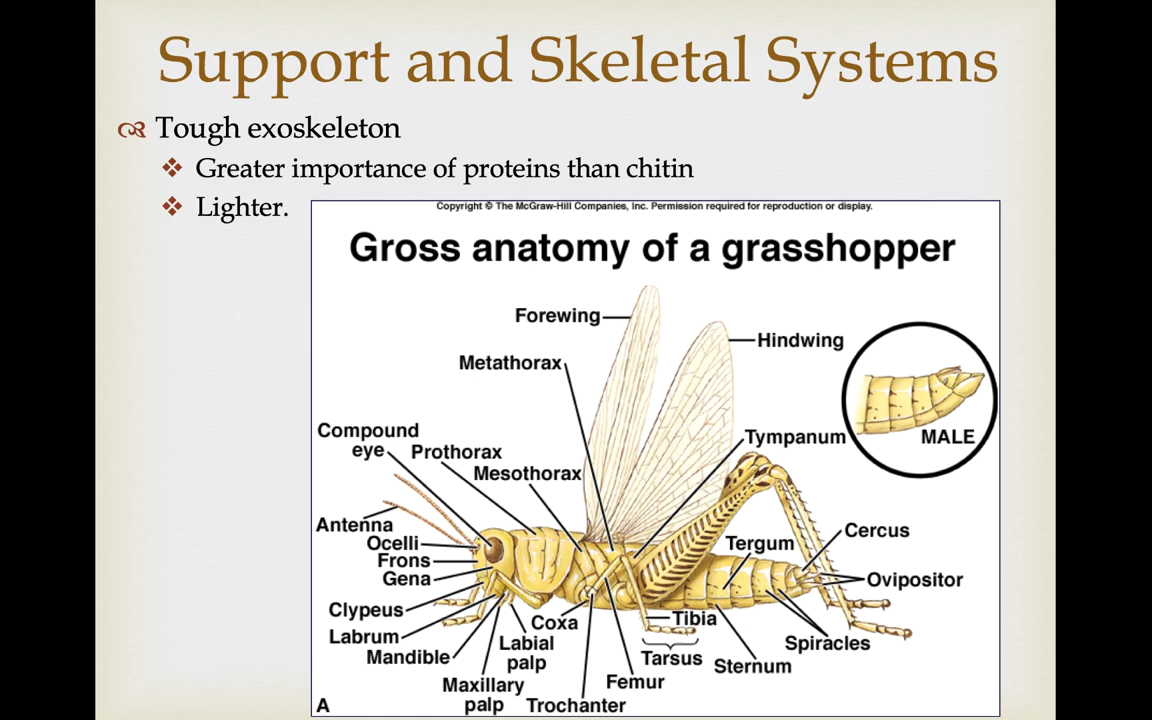 Support and Skeletal Systems
Tough exoskeleton
Greater importance of proteins than chitin
Lighter.
Copyright © The McGraw-Hill Companies, Inc. Permission required for reproduction or display.
Gross anatomy of a grasshopper
Forewing
Hindwing
Metathorax
MALE
Compound
eye
Prothorax
Mesothorax
Tympanum
Antenna
Ocelli
Frons
Gena
Clypeus
Labrum
Mandible
Maxillary
palp
Labial
palp
Coxa
Trochanter
Femur
Tibia
Tarsus
Sternum
Tergum
Cercus
Ovipositor
Spiracles
A